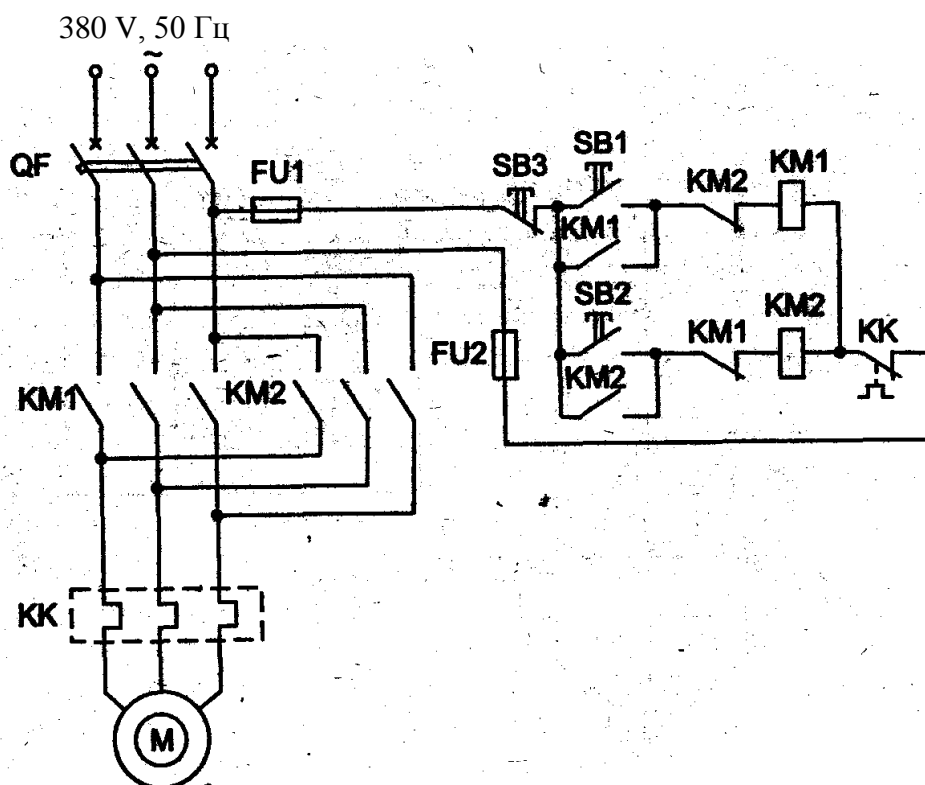 380 V, 50 Гц
~
QF
FU1
SB3
SB1
KM2
KM1
KM1
SB2
KM1
KM2
KK
FU2
KM2
KM1
KM2
KK
M